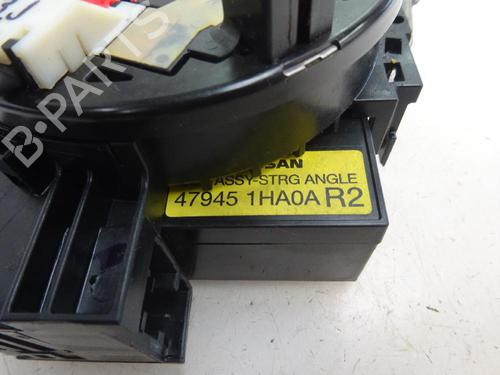 B-PARTS
SAN
ASSY-STRG ANGLE
47945 1HA0A R2